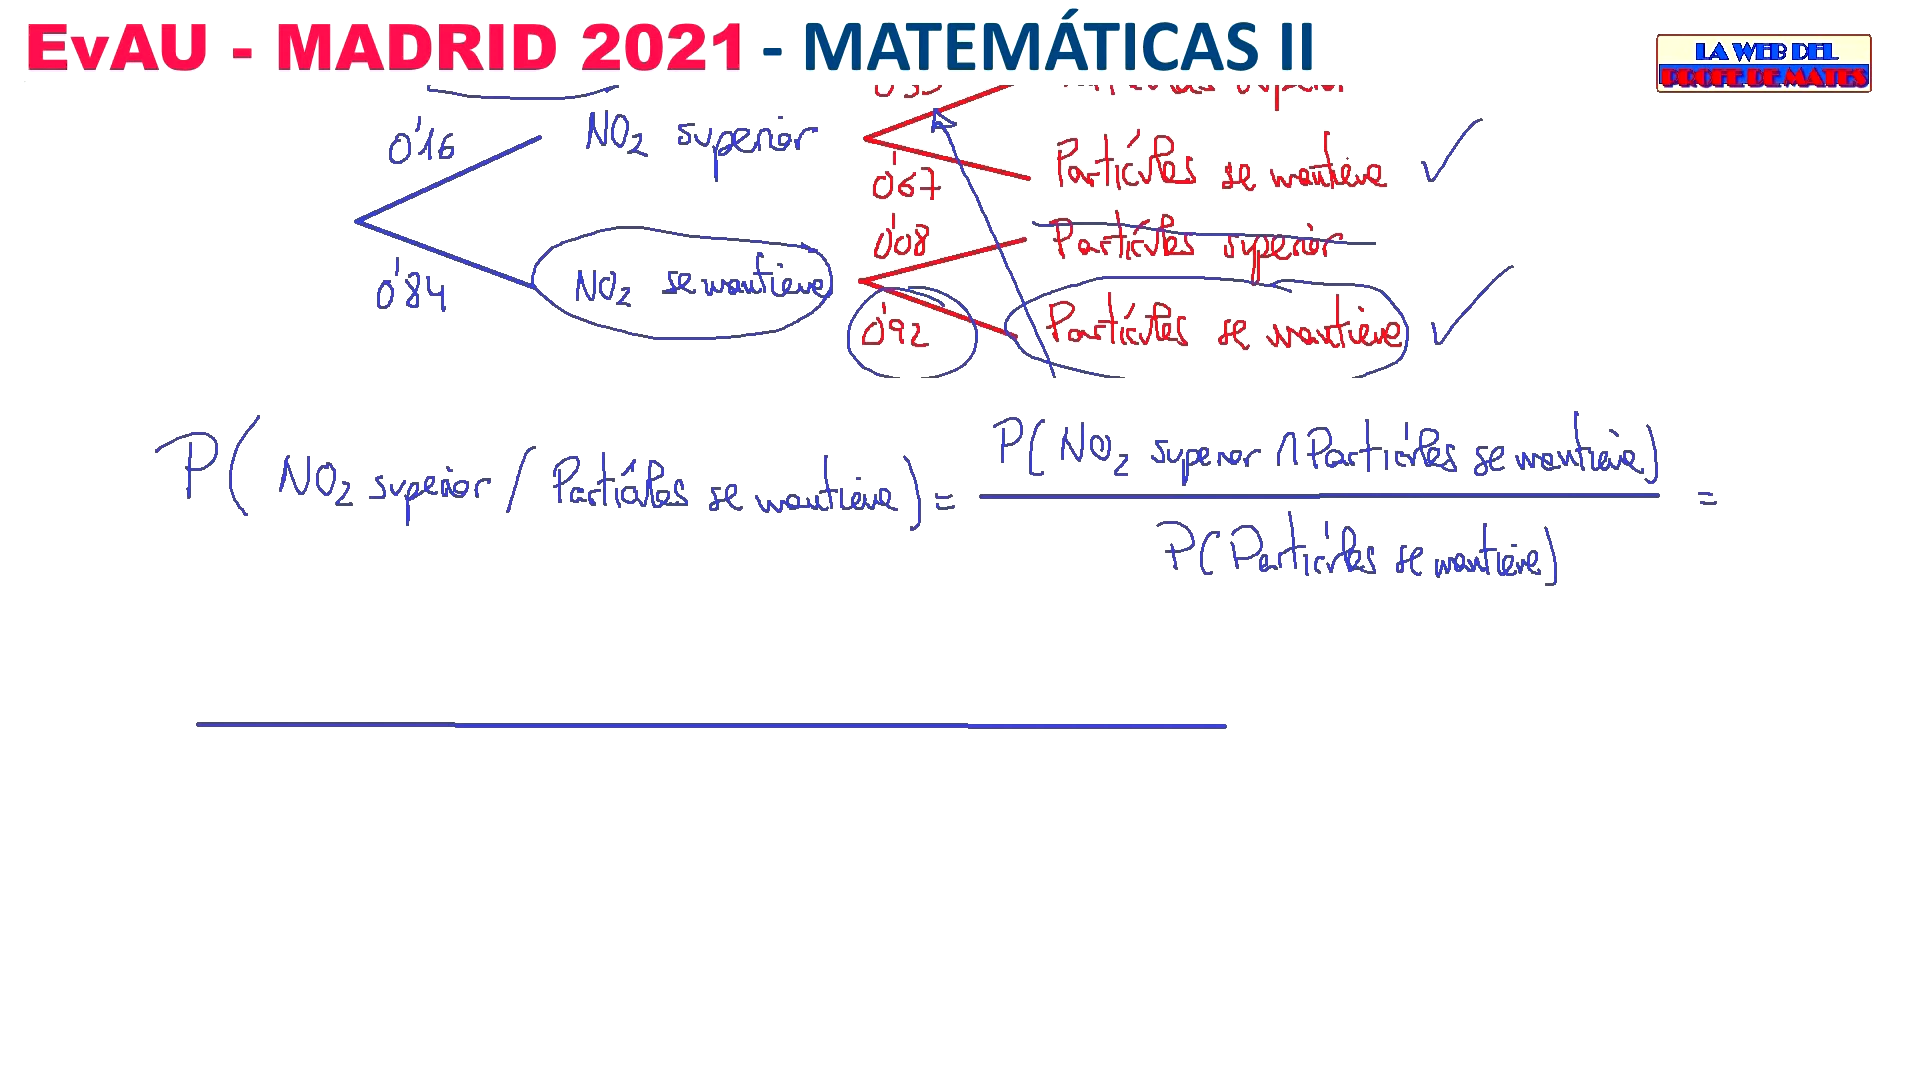 EvAU - MADRID 2021 - MATEMÁTICAS II
LA WEB DEL
PROFE DE MATES
0'16
NO₂ superior
0'67
Partículas se mantiene
0'08
Partículas superior
0'84
NO₂ se mantiene
0'92
Partículas se mantiene
P( NO₂ superior / Partículas se mantiene) = P( NO₂ superior ∩ Partículas se mantiene) =
P( Partículas se mantiene)